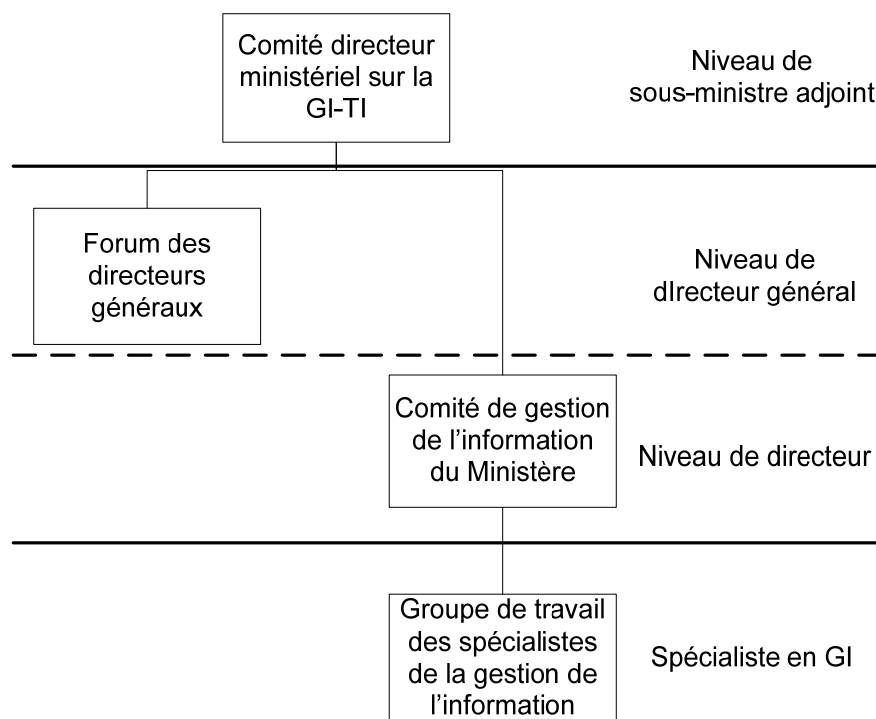 Comité directeur
ministériel sur la
GI-TI
Niveau de
sous-ministre adjoint
Forum des
directeurs
généraux
Niveau de
dIrecteur général
Comité de gestion
de l'information
du Ministère
Niveau de directeur
Groupe de travail
des spécialistes
de la gestion de
l'information
Spécialiste en GI